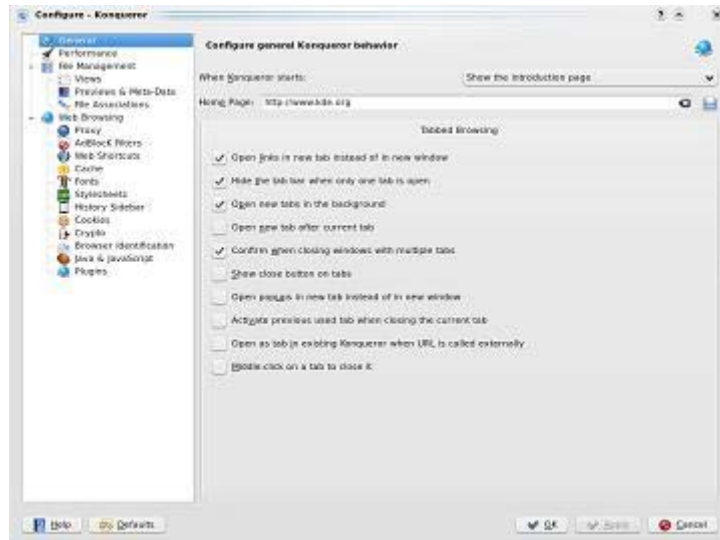 Configure - Konqueror
General
Performance
File Management
Views
Previews & Meta-Data
File Associations
Web Browsing
Proxy
AdBlocK Filters
Web Shortcuts
Cache
Fonts
Stylesheets
History Sidebar
Cookies
Crypto
Browser Identification
Java & JavaScript
Plugins
Configure general Konqueror behavior
When Konqueror starts:
Show the Introduction page
Home Page: http://www.kde.org
Tabbed Browsing
Open links in new tab instead of in new window
Hide the tab bar when only one tab is open
Open new tabs in the background
Open new tab after current tab
Confirm when closing windows with multiple tabs
Show close button on tabs
Open popups in new tab instead of in new window
Activate previous used tab when closing the current tab
Open as tab in existing Konqueror when URL is called externally
Middle-click on a tab to close it
Help
Defaults
OK
Apply
Cancel